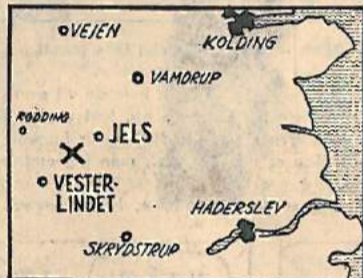 VEJEN
KOLDING
VAMDRUP
RØDDING
JELS
VESTER-
LINDET
HADERSLEV
SKRYDSTRUP